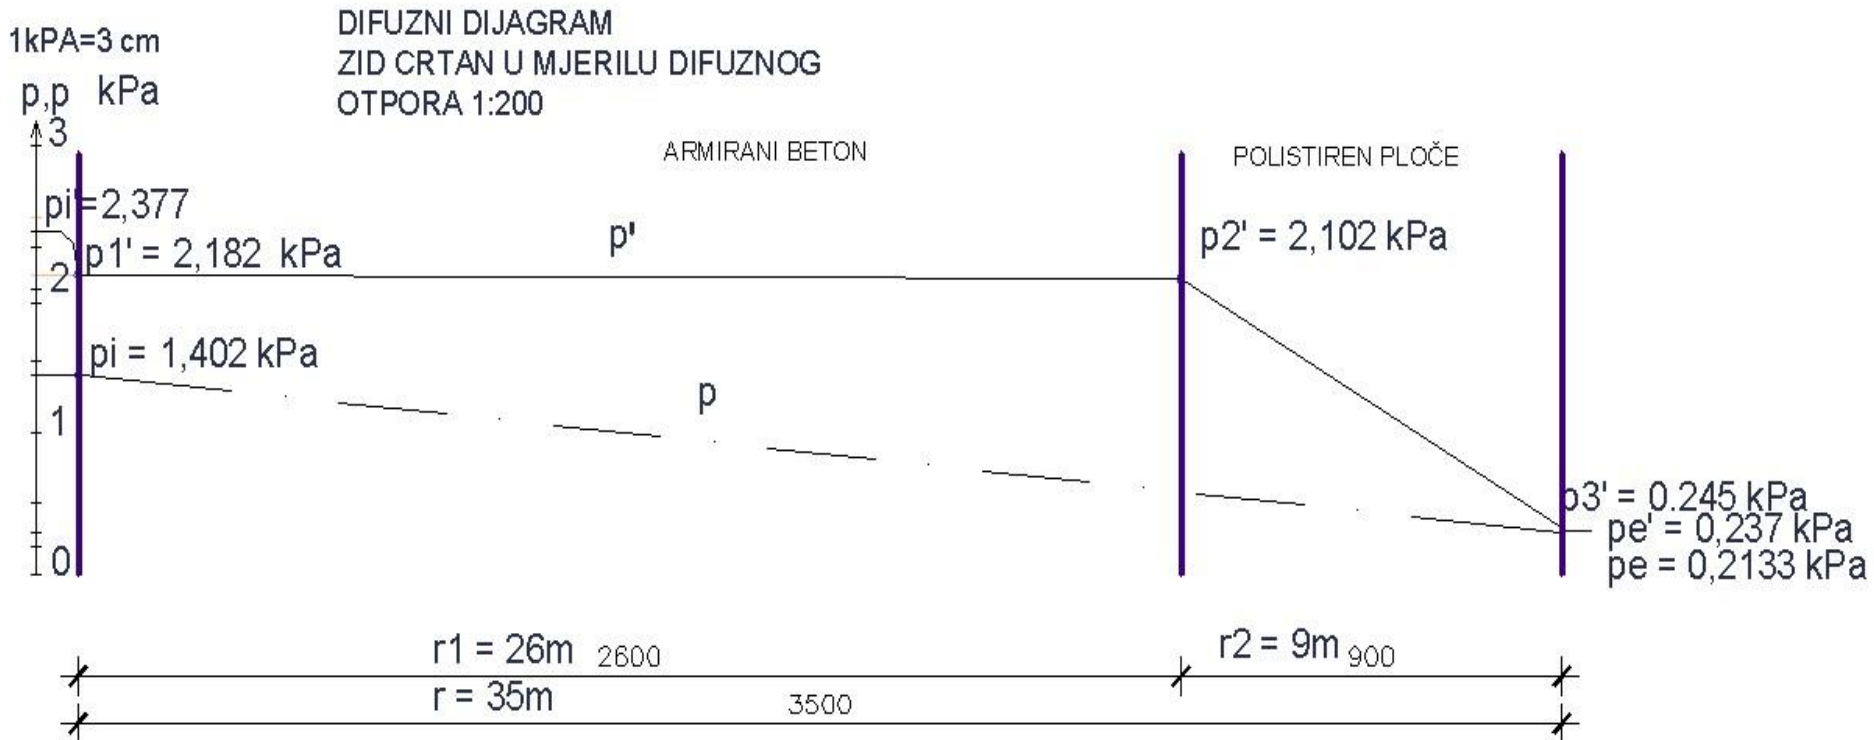 1kPA=3 cm
DIFUZNI DIJAGRAM
ZID CRTAN U MJERILU DIFUZNOG
OTPORA 1:200
p,p kPa
3
ARMIRANI BETON
POLISTIREN PLOČE
pi'=2,377
p1' = 2,182 kPa
p'
p2' = 2,102 kPa
2
pi = 1,402 kPa
p
1
p3' = 0.245 kPa
pe' = 0,237 kPa
0
pe = 0,2133 kPa
r1 = 26m 2600
r2 = 9m 900
r = 35m 3500